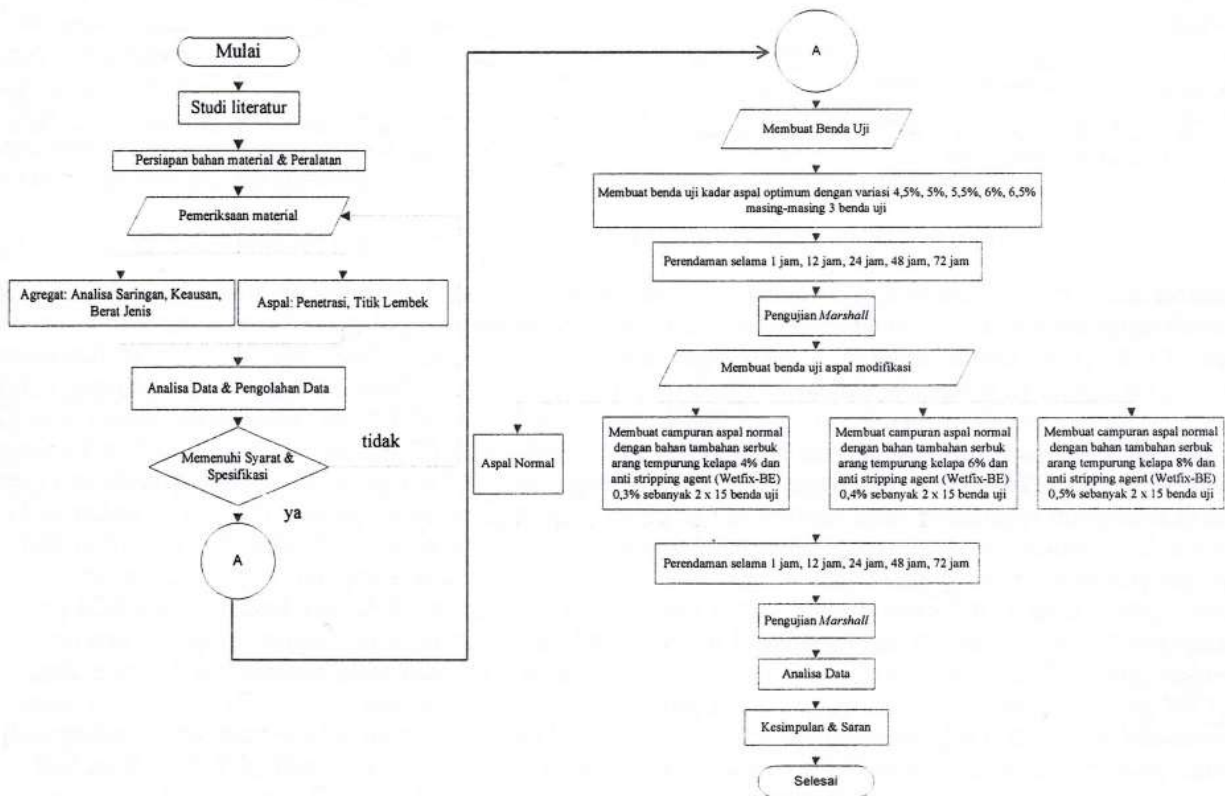 Mulai
Studi literatur
Persiapan bahan material & Peralatan
Pemeriksaan material
Agregat: Analisa Saringan, Keausan,
Berat Jenis
Aspal: Penetrasi, Titik Lembek
Analisa Data & Pengolahan Data
Memenuhi Syarat &
Spesifikasi
tidak
ya
A
A
Membuat Benda Uji
Membuat benda uji kadar aspal optimum dengan variasi 4,5%, 5%, 5,5%, 6%, 6,5%
masing-masing 3 benda uji
Perendaman selama 1 jam, 12 jam, 24 jam, 48 jam, 72 jam
Pengujian Marshall
Membuat benda uji aspal modifikasi
Aspal Normal
Membuat campuran aspal normal
dengan bahan tambahan serbuk
arang tempurung kelapa 4% dan
anti stripping agent (Wetfix-BE)
0,3% sebanyak 2 x 15 benda uji
Membuat campuran aspal normal
dengan bahan tambahan serbuk
arang tempurung kelapa 6% dan
anti stripping agent (Wetfix-BE)
0,4% sebanyak 2 x 15 benda uji
Membuat campuran aspal normal
dengan bahan tambahan serbuk
arang tempurung kelapa 8% dan
anti stripping agent (Wetfix-BE)
0,5% sebanyak 2 x 15 benda uji
Perendaman selama 1 jam, 12 jam, 24 jam, 48 jam, 72 jam
Pengujian Marshall
Analisa Data
Kesimpulan & Saran
Selesai